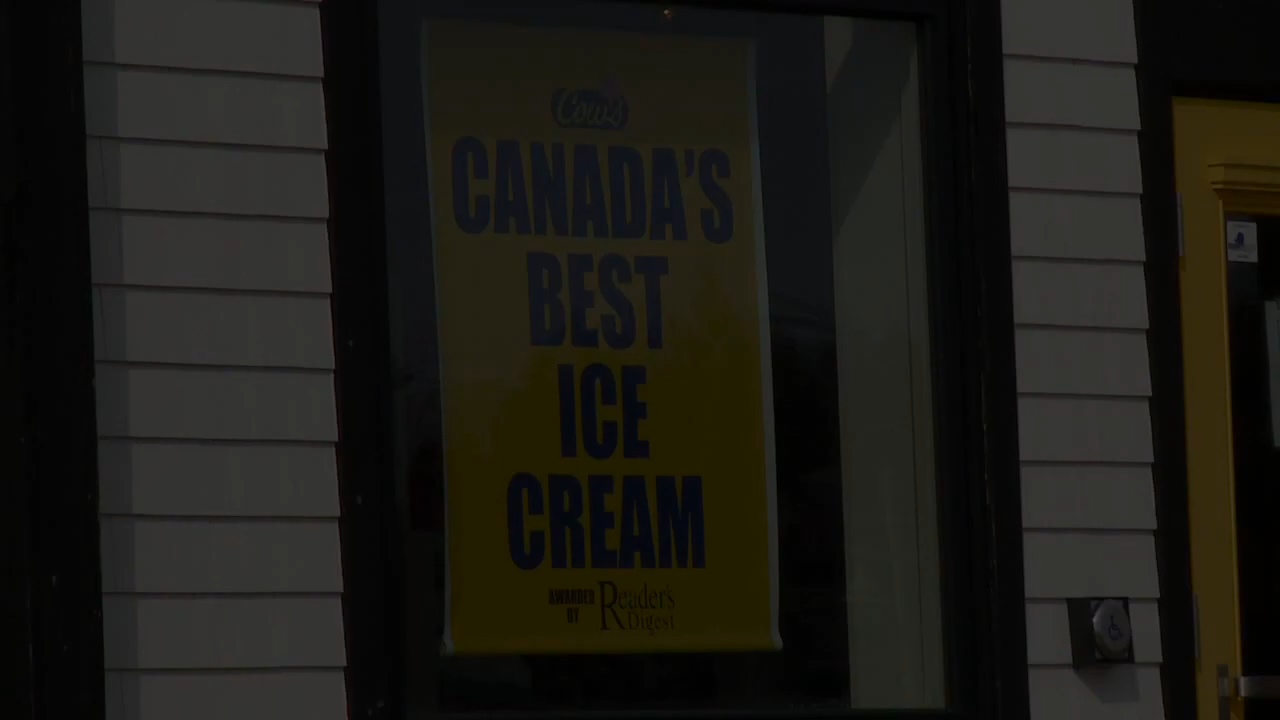 Cows
CANADA'S
BEST
ICE
CREAM
AWARDED
BY
Reader's
Digest